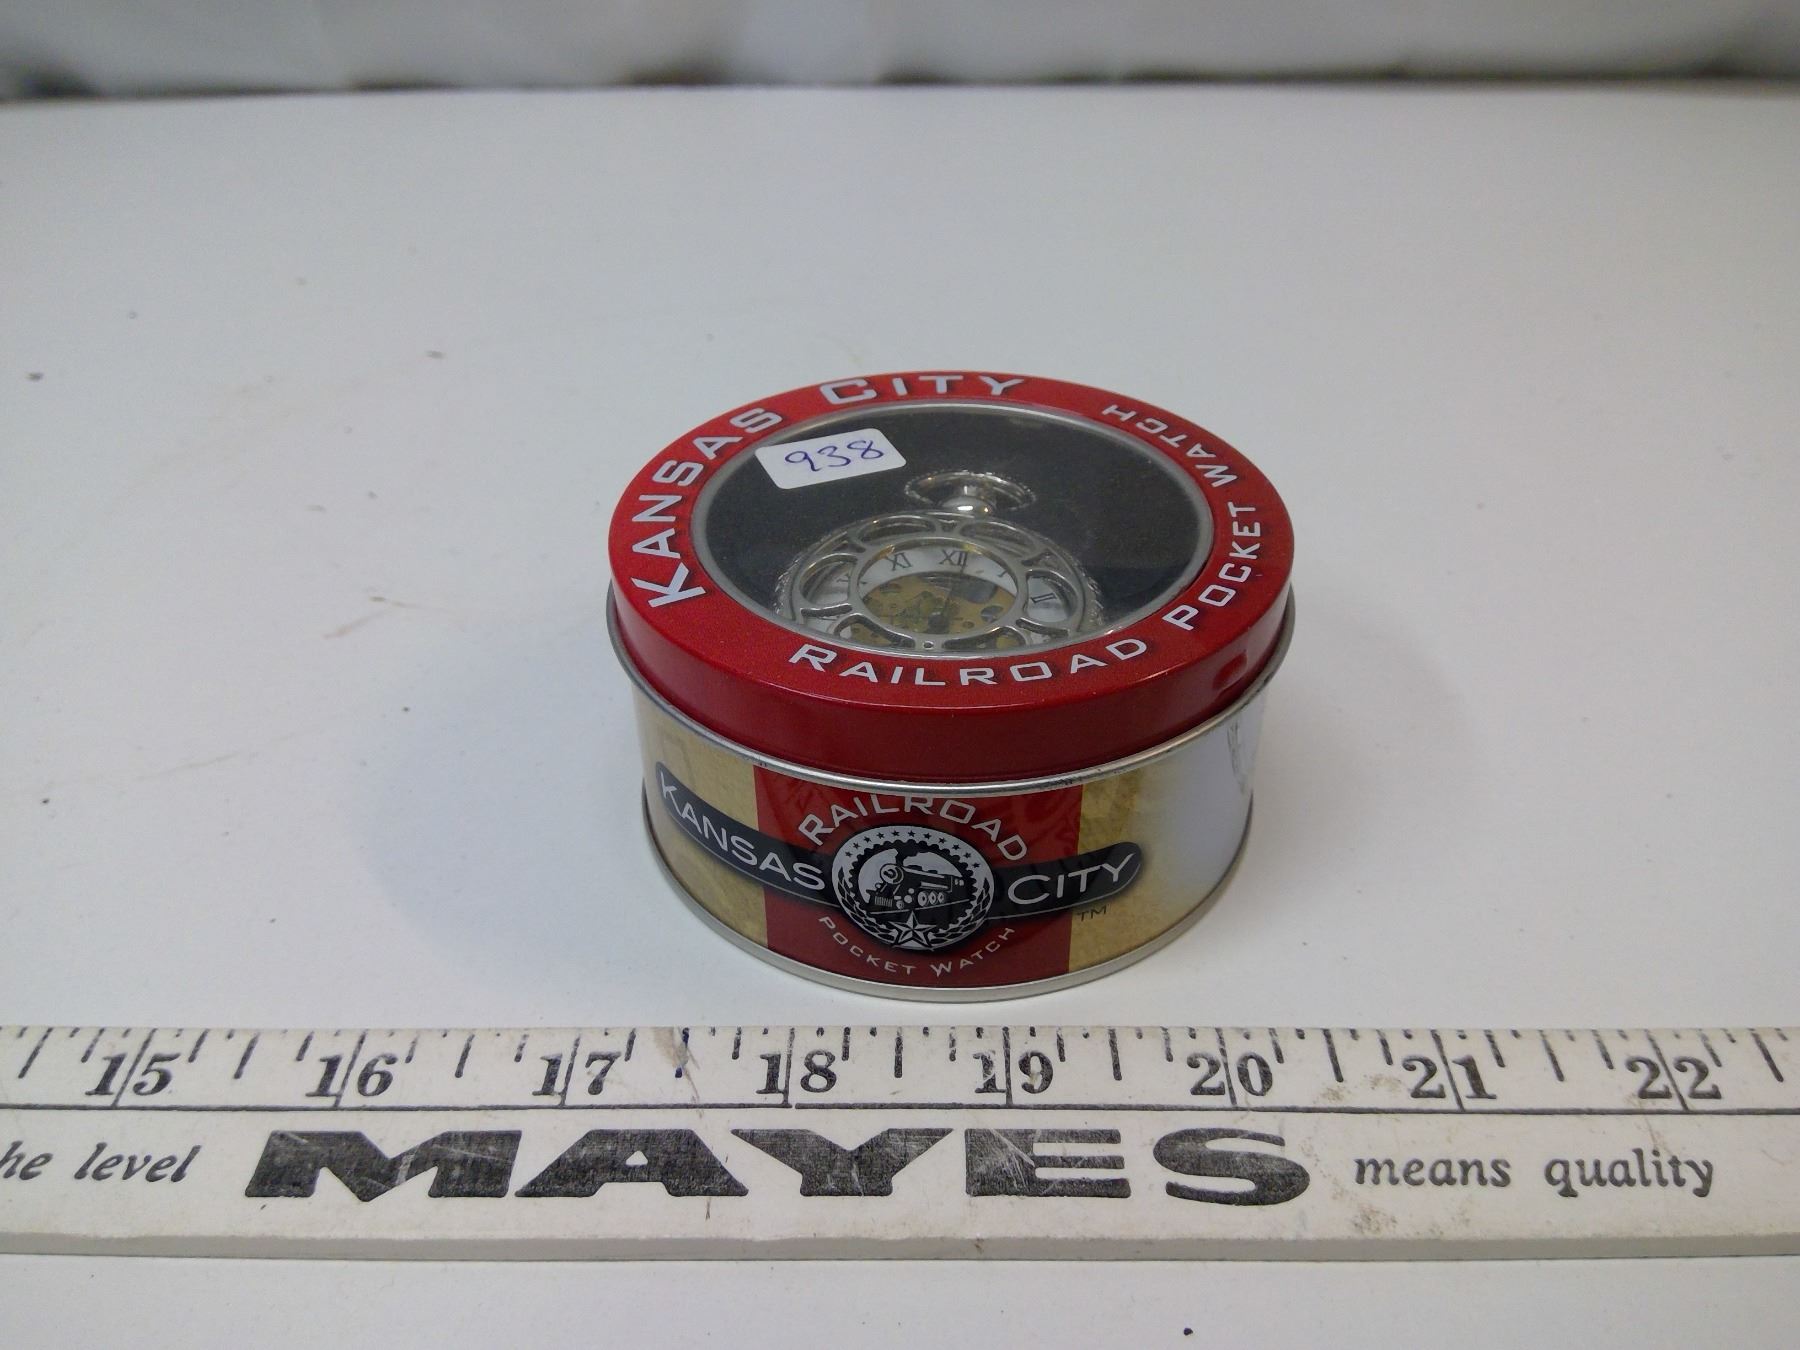 KANSAS CITY
RAILROAD POCKET WATCH
938
XI XII I II
RAILROAD
KANSAS CITY
TM
POCKET WATCH
15 16 17 18 19 20 21 22
he level MAYES means quality